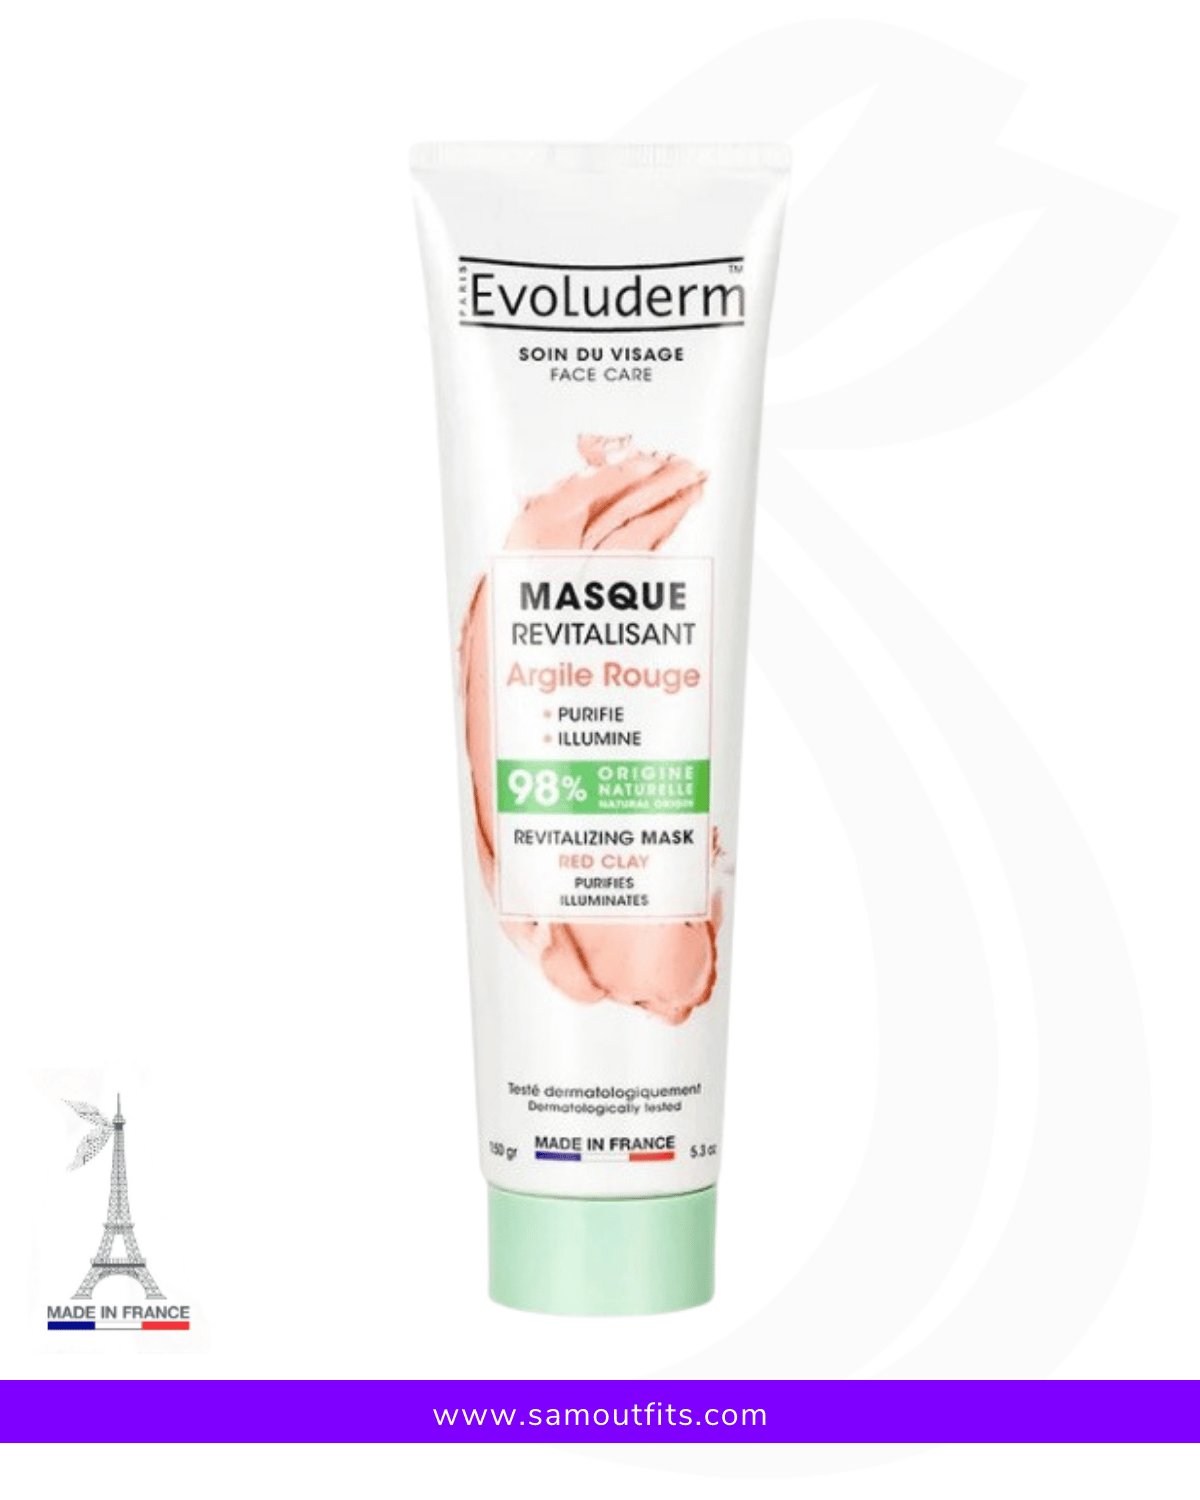 PARIS
Evoluderm™
SOIN DU VISAGE
FACE CARE
MASQUE
REVITALISANT
Argile Rouge
• PURIFIE
• ILLUMINE
98% ORIGINE
NATURELLE
NATURAL ORIGIN
REVITALIZING MASK
RED CLAY
PURIFIES
ILLUMINATES
Testé dermatologiquement
Dermatologically tested
150 gr MADE IN FRANCE 5.3 oz
MADE IN FRANCE
www.samoutfits.com